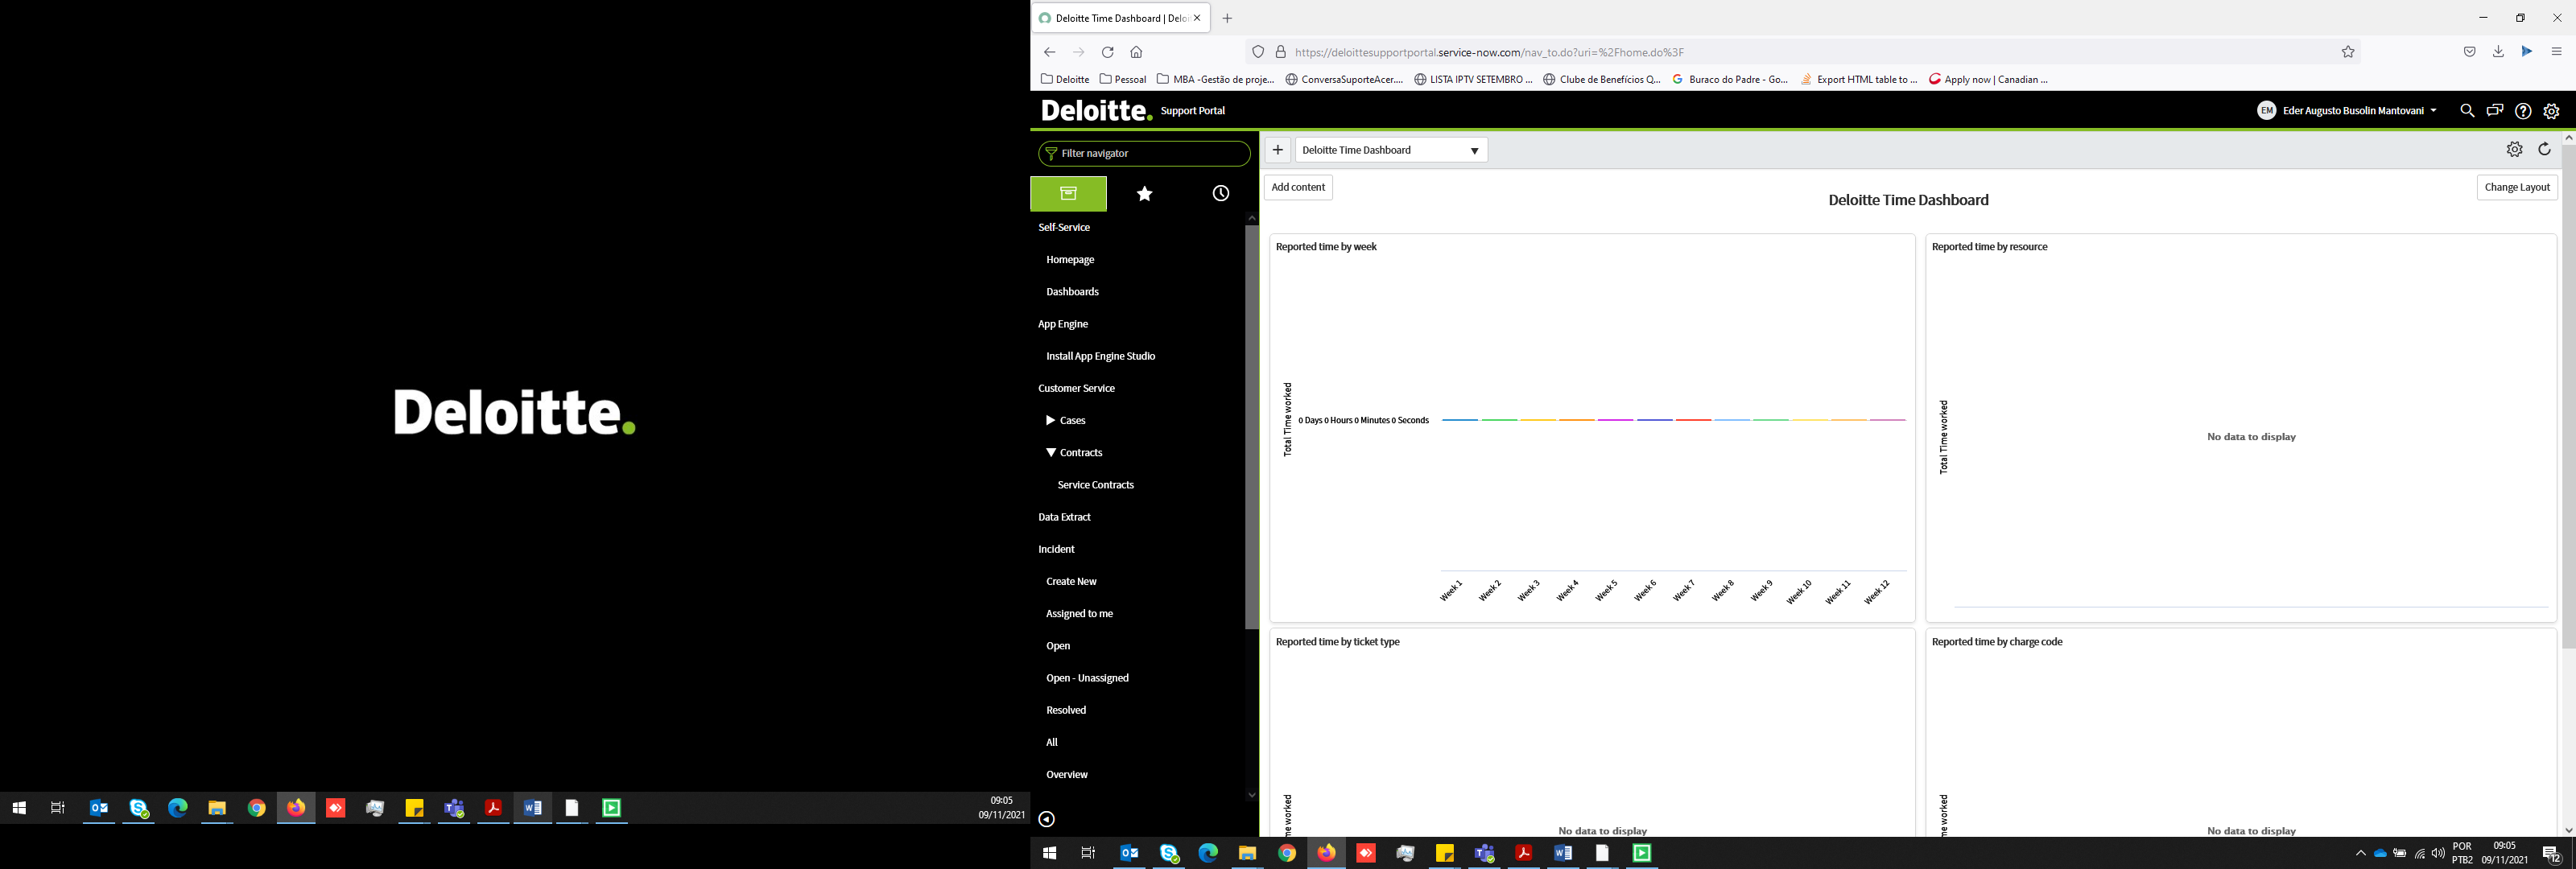 Deloitte.
09:05
09/11/2021
Deloitte Time Dashboard | Deloi
https://deloittesupportportal.service-now.com/nav_to.do?uri=%2Fhome.do%3F
Deloitte
Pessoal
MBA -Gestão de proje...
ConversaSuporteAcer....
LISTA IPTV SETEMBRO ...
Clube de Benefícios Q...
Buraco do Padre - Go...
Export HTML table to ...
Apply now | Canadian ...
Deloitte. Support Portal
EM Eder Augusto Busolin Mantovani
Filter navigator
Self-Service
Homepage
Dashboards
App Engine
Install App Engine Studio
Customer Service
Cases
Contracts
Service Contracts
Data Extract
Incident
Create New
Assigned to me
Open
Open - Unassigned
Resolved
All
Overview
Deloitte Time Dashboard
Add content
Deloitte Time Dashboard
Change Layout
Reported time by week
Total Time worked
0 Days 0 Hours 0 Minutes 0 Seconds
Week 1
Week 2
Week 3
Week 4
Week 5
Week 6
Week 7
Week 8
Week 9
Week 10
Week 11
Week 12
Reported time by resource
Total Time worked
No data to display
Reported time by ticket type
me worked
No data to display
Reported time by charge code
me worked
No data to display
POR
PTB2
09:05
09/11/2021
12